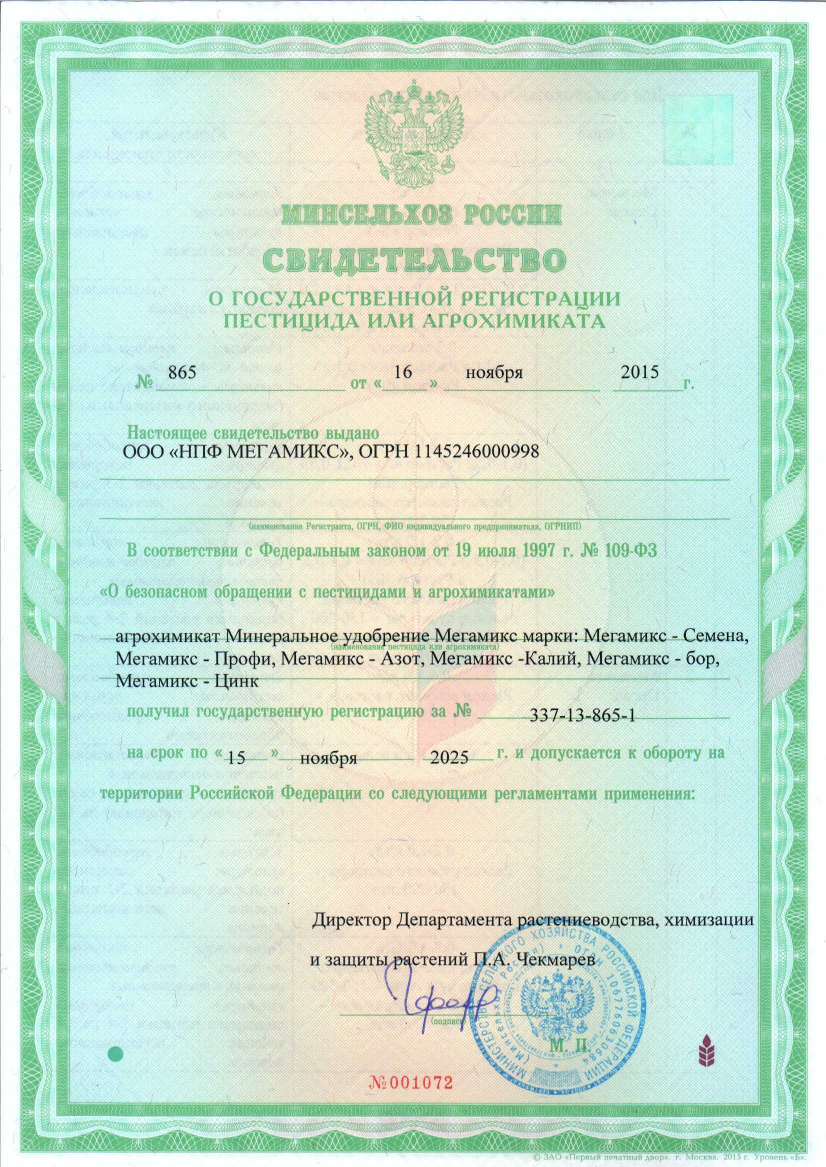 МИНСЕЛЬХОЗ РОССИИ
СВИДЕТЕЛЬСТВО
О ГОСУДАРСТВЕННОЙ РЕГИСТРАЦИИ
ПЕСТИЦИДА ИЛИ АГРОХИМИКАТА
№ 865 от « 16 » ноября 2015 г.
Настоящее свидетельство выдано
ООО «НПФ МЕГАМИКС», ОГРН 1145246000998
(наименование Регистранта, ОГРН, ФИО индивидуального предпринимателя, ОГРНИП)
В соответствии с Федеральным законом от 19 июля 1997 г. № 109-ФЗ
«О безопасном обращении с пестицидами и агрохимикатами»
агрохимикат Минеральное удобрение Мегамикс марки: Мегамикс - Семена,
(наименование пестицида или агрохимиката)
Мегамикс - Профи, Мегамикс - Азот, Мегамикс -Калий, Мегамикс - бор,
Мегамикс - Цинк
получил государственную регистрацию за № 337-13-865-1
на срок по « 15 » ноября 2025 г. и допускается к обороту на
территории Российской Федерации со следующими регламентами применения:
Директор Департамента растениеводства, химизации
и защиты растений П.А. Чекмарев
(подпись)
МИНИСТЕРСТВО СЕЛЬСКОГО ХОЗЯЙСТВА РОССИЙСКОЙ ФЕДЕРАЦИИ
(Минсельхоз России) * ОГРН 1067760630684
М. П.
№001072
© ЗАО «Первый печатный двор». г. Москва. 2015 г. Уровень «Б».